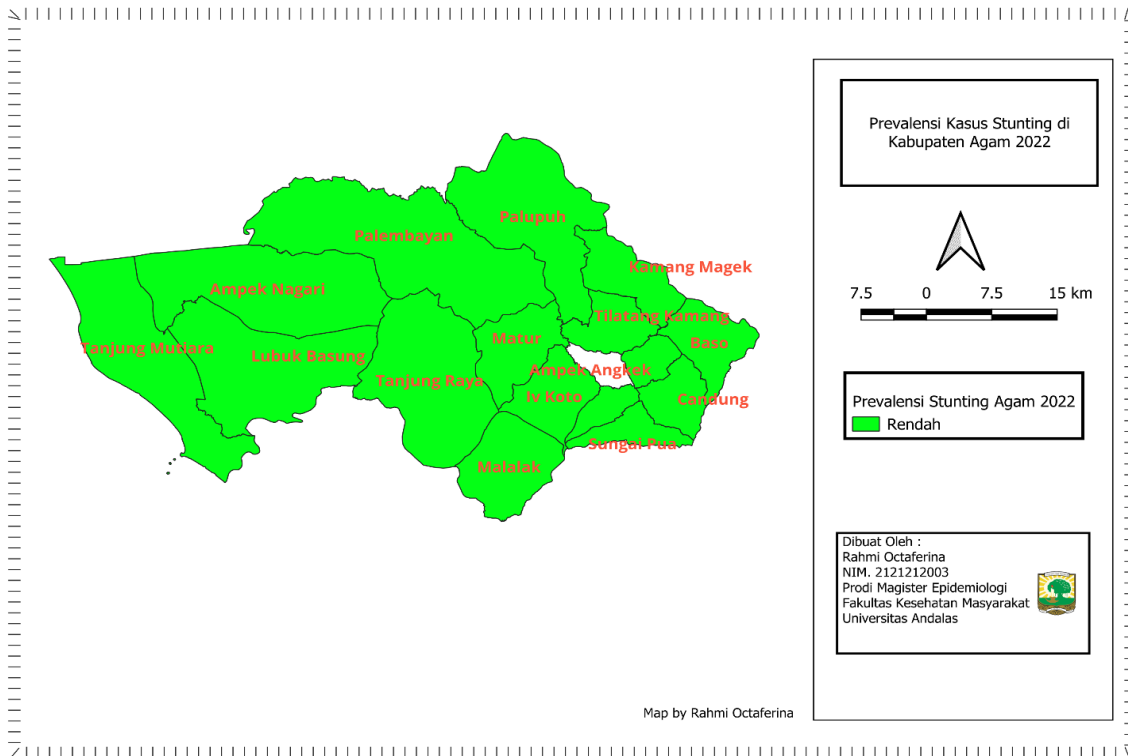 Prevalensi Kasus Stunting di
Kabupaten Agam 2022
Palupuh
Palembayan
Kamang Magek
Ampek Nagari
7.5 0 7.5 15 km
Tilatang Kamang
Matur
Baso
Tanjung Mutiara
Lubuk Basung
Ampek Angkek
Tanjung Raya
Iv Koto
Candung
Prevalensi Stunting Agam 2022
Rendah
Sungai Pua
Malalak
Dibuat Oleh :
Rahmi Octaferina
NIM. 2121212003
Prodi Magister Epidemiologi
Fakultas Kesehatan Masyarakat
Universitas Andalas
Map by Rahmi Octaferina